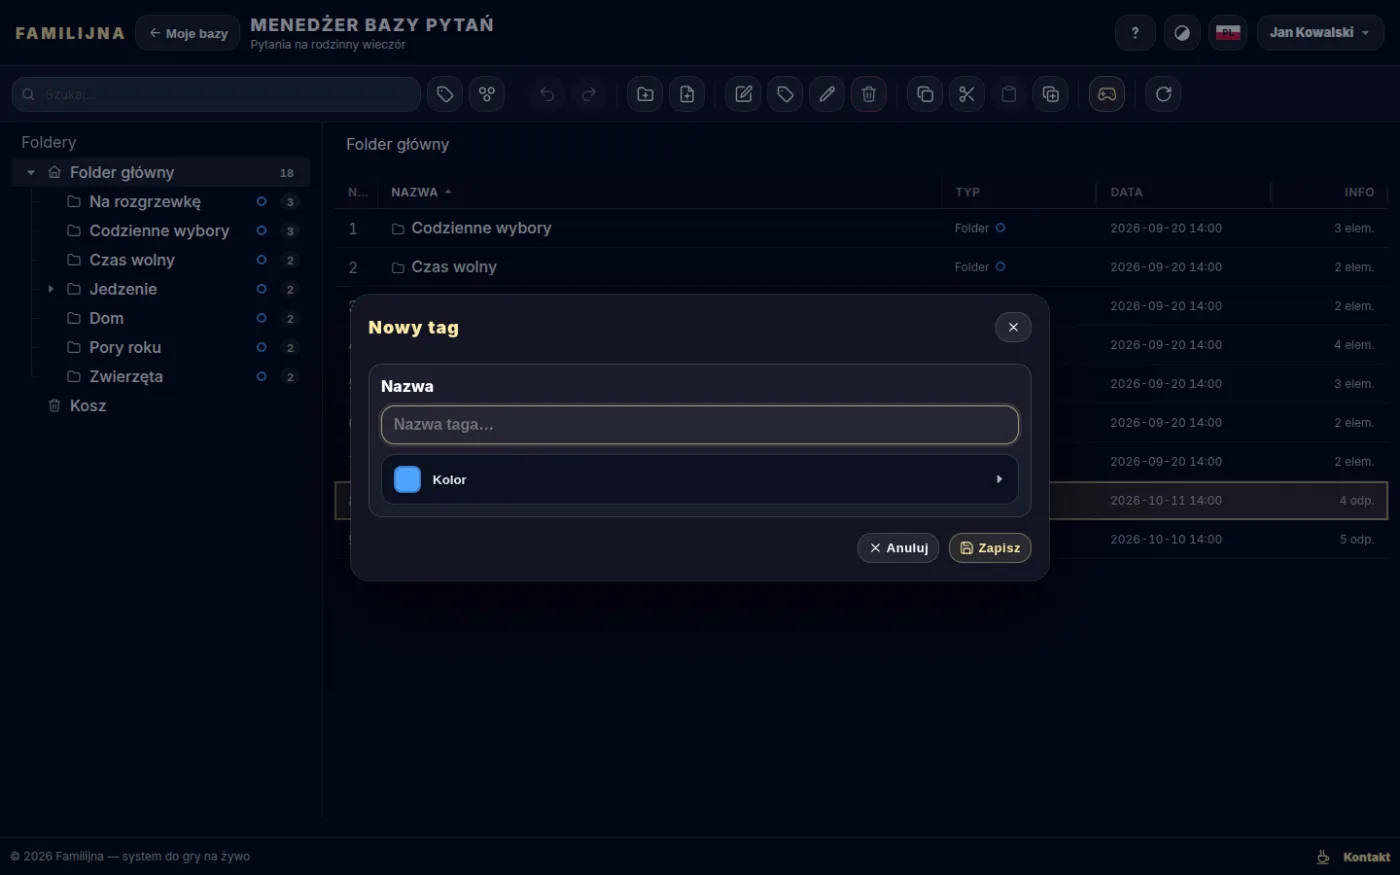 FAMILIJNA
← Moje bazy
MENEDŻER BAZY PYTAŃ
Pytania na rodzinny wieczór
?
PL
Jan Kowalski
Szukaj...
Foldery
Folder główny 18
Na rozgrzewkę 3
Codzienne wybory 3
Czas wolny 2
Jedzenie 2
Dom 2
Pory roku 2
Zwierzęta 2
Kosz
Folder główny
N... NAZWA TYP DATA INFO
1 Codzienne wybory Folder 2026-09-20 14:00 3 elem.
2 Czas wolny Folder 2026-09-20 14:00 2 elem.
2026-09-20 14:00 2 elem.
2026-09-20 14:00 4 elem.
2026-09-20 14:00 3 elem.
2026-09-20 14:00 2 elem.
2026-09-20 14:00 2 elem.
2026-10-11 14:00 4 odp.
2026-10-10 14:00 5 odp.
Nowy tag
Nazwa
Nazwa taga...
Kolor
Anuluj
Zapisz
© 2026 Familijna — system do gry na żywo
Kontakt